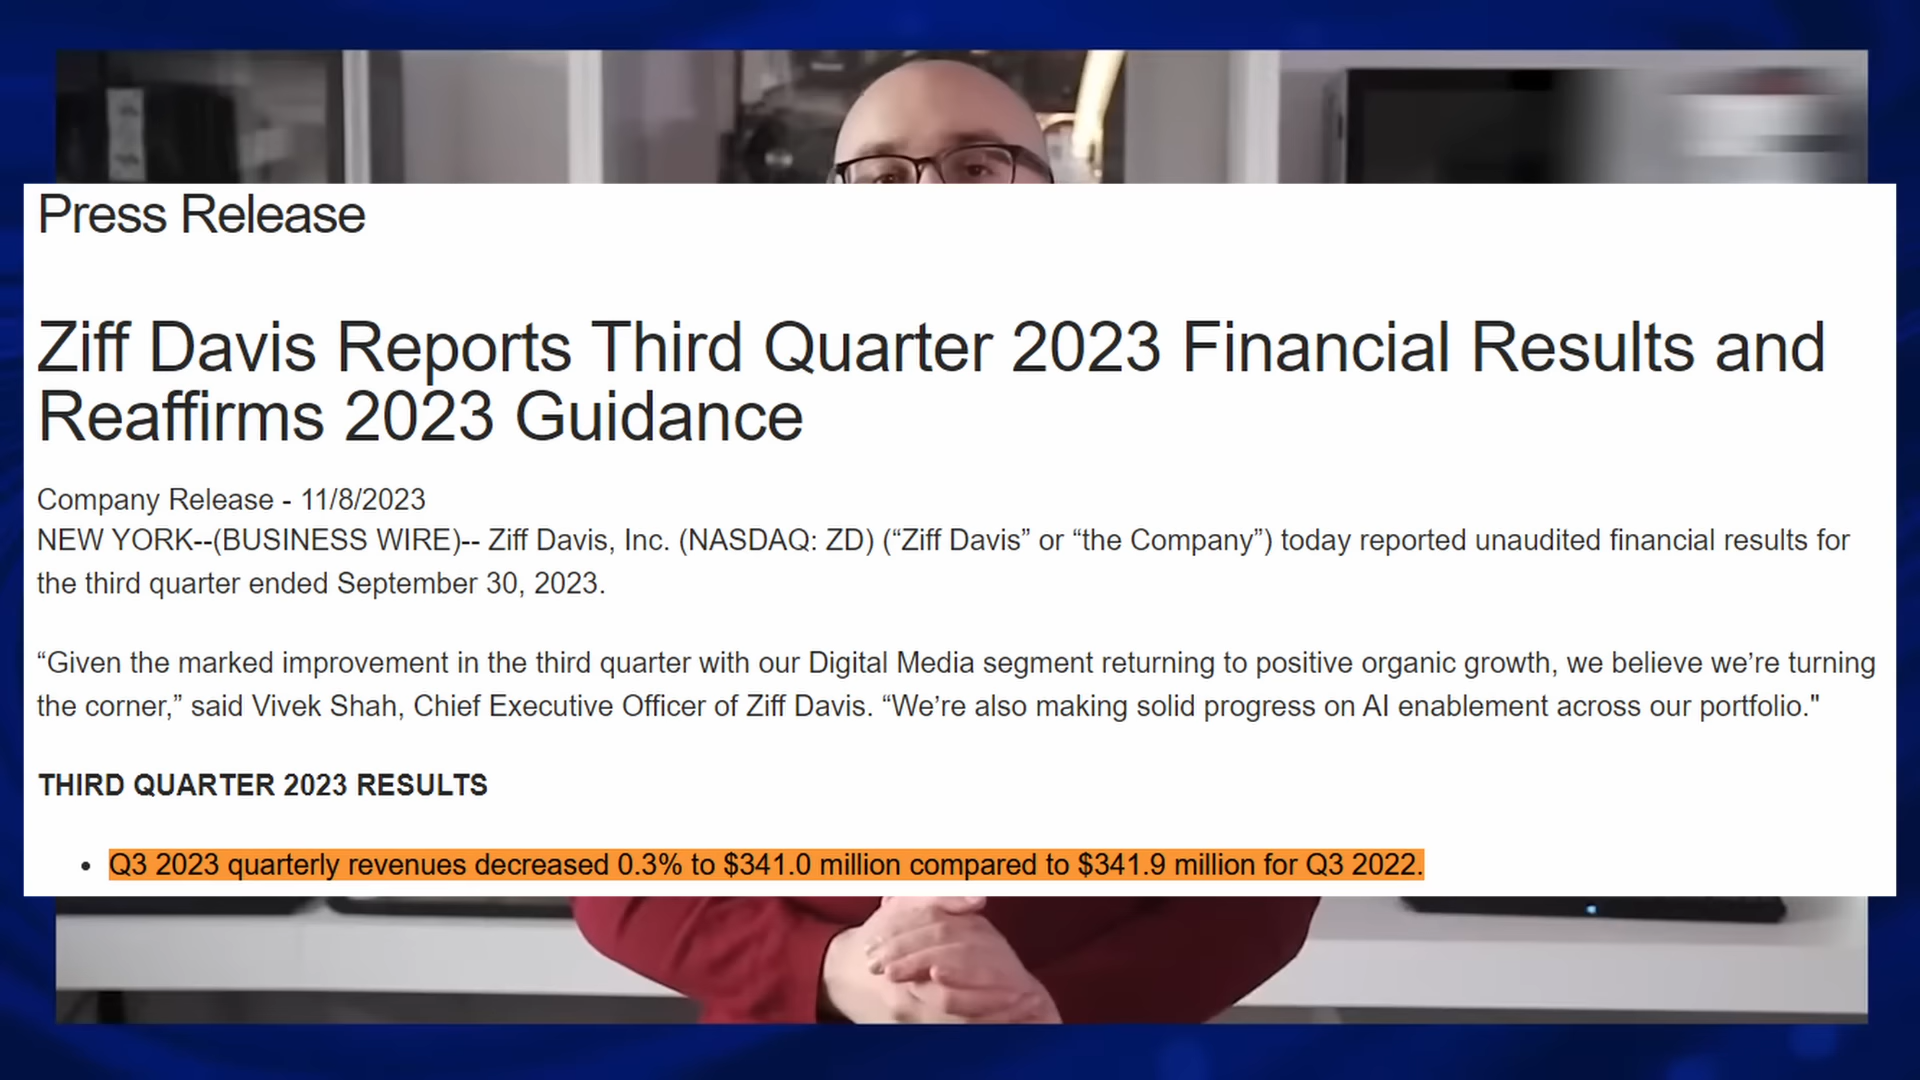 Press Release
Ziff Davis Reports Third Quarter 2023 Financial Results and
Reaffirms 2023 Guidance
Company Release - 11/8/2023
NEW YORK--(BUSINESS WIRE)-- Ziff Davis, Inc. (NASDAQ: ZD) (“Ziff Davis” or “the Company”) today reported unaudited financial results for
the third quarter ended September 30, 2023.
“Given the marked improvement in the third quarter with our Digital Media segment returning to positive organic growth, we believe we’re turning
the corner,” said Vivek Shah, Chief Executive Officer of Ziff Davis. “We’re also making solid progress on AI enablement across our portfolio."
THIRD QUARTER 2023 RESULTS
• Q3 2023 quarterly revenues decreased 0.3% to $341.0 million compared to $341.9 million for Q3 2022.